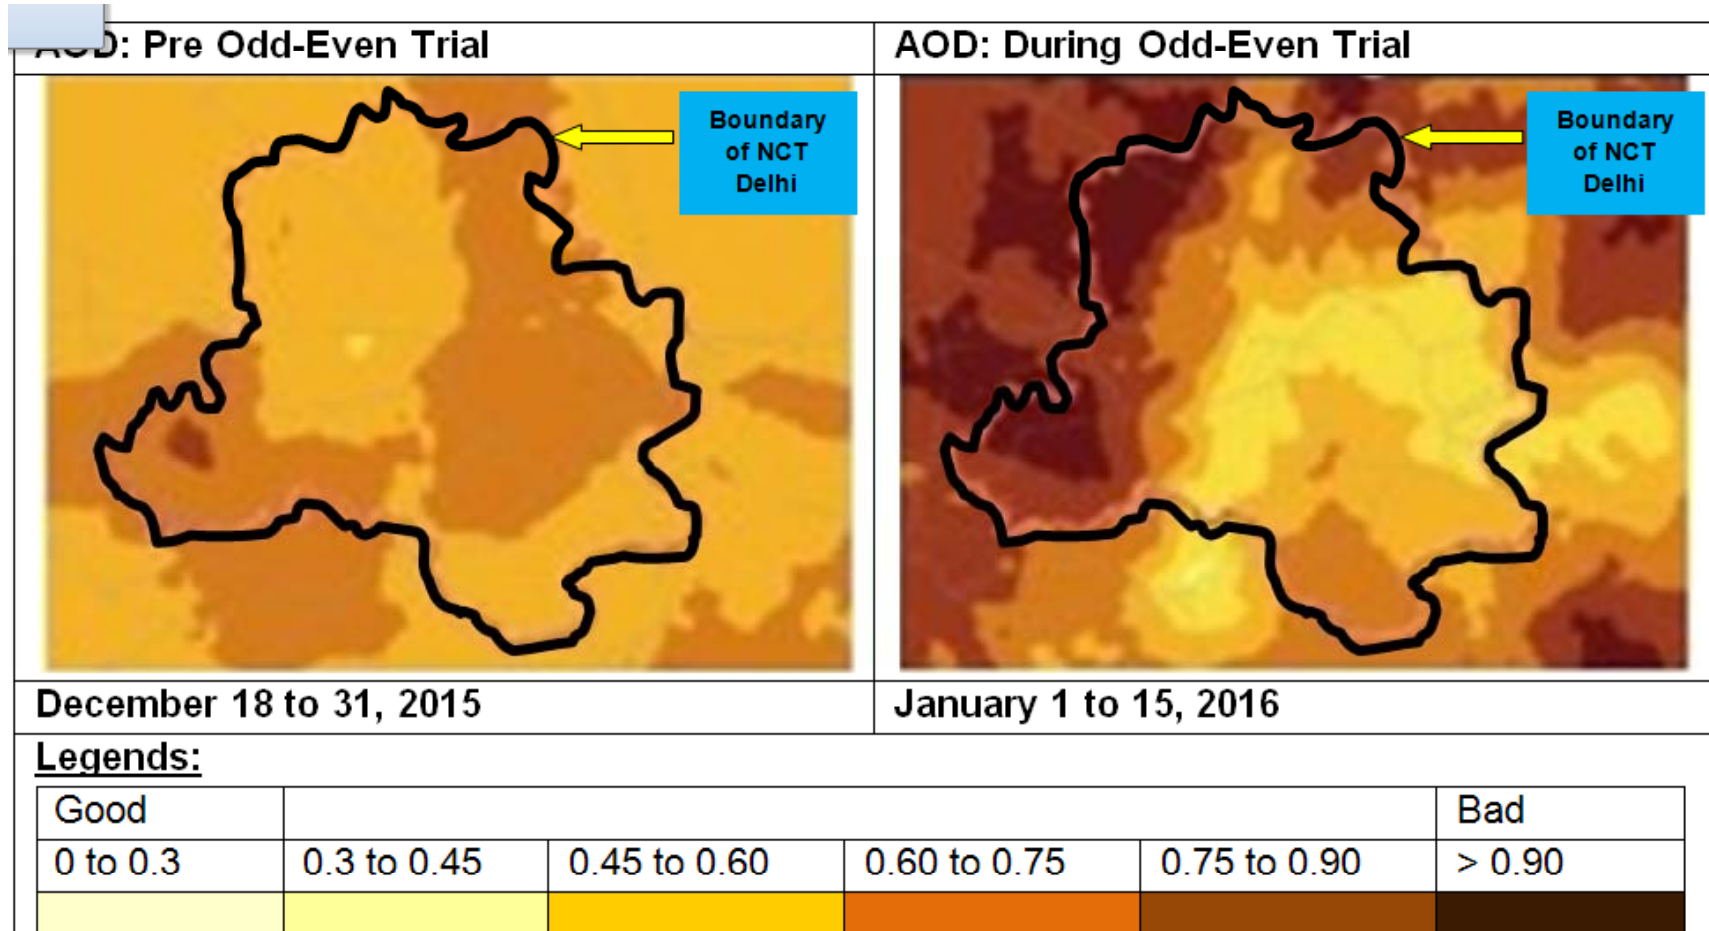 AOD: Pre Odd-Even Trial
AOD: During Odd-Even Trial
Boundary
of NCT
Delhi
Boundary
of NCT
Delhi
December 18 to 31, 2015
January 1 to 15, 2016
Legends:
Good
Bad
0 to 0.3
0.3 to 0.45
0.45 to 0.60
0.60 to 0.75
0.75 to 0.90
> 0.90